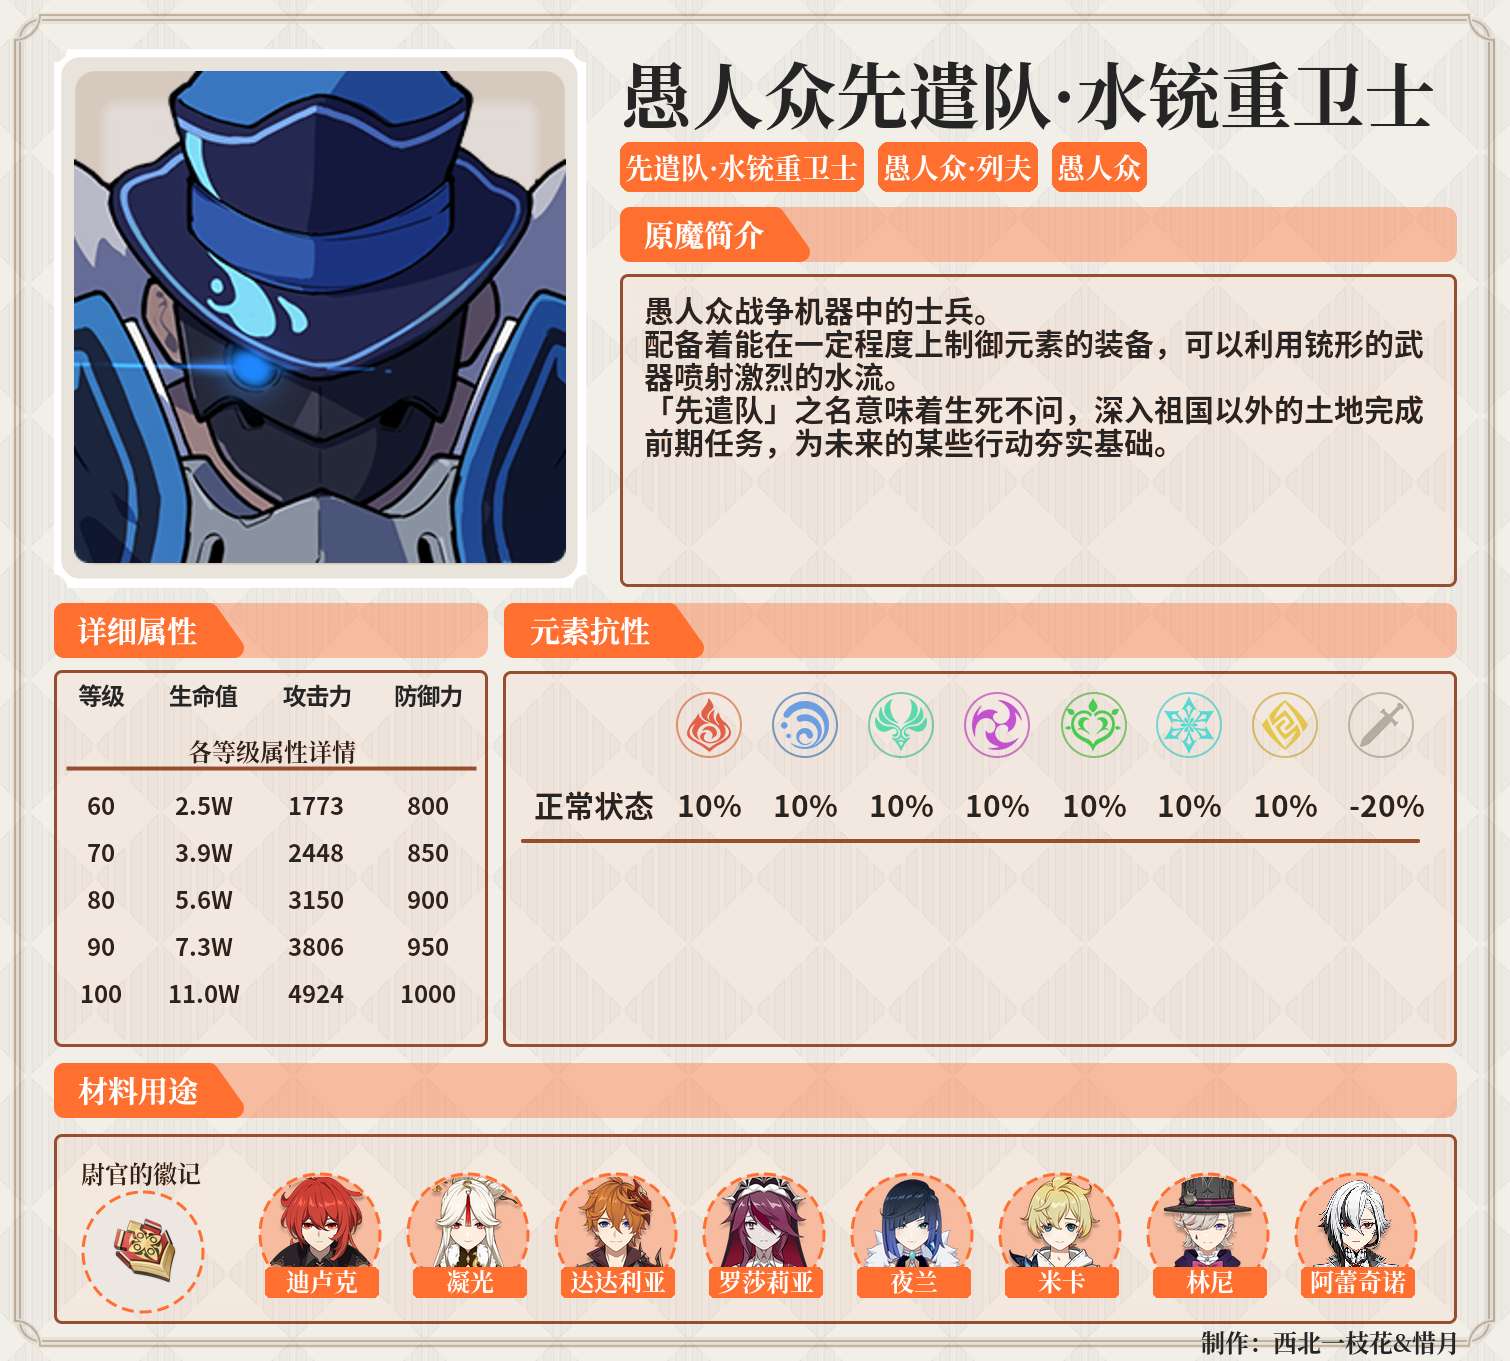 愚人众先遣队·水铳重卫士
先遣队·水铳重卫士 愚人众·列夫 愚人众
原魔简介
愚人众战争机器中的士兵。
配备着能在一定程度上制御元素的装备，可以利用铳形的武
器喷射激烈的水流。
「先遣队」之名意味着生死不问，深入祖国以外的土地完成
前期任务，为未来的某些行动夯实基础。
详细属性
等级 生命值 攻击力 防御力
各等级属性详情
60 2.5W 1773 800
70 3.9W 2448 850
80 5.6W 3150 900
90 7.3W 3806 950
100 11.0W 4924 1000
元素抗性
正常状态 10% 10% 10% 10% 10% 10% 10% -20%
材料用途
尉官的徽记
迪卢克 凝光 达达利亚 罗莎莉亚 夜兰 米卡 林尼 阿蕾奇诺
制作：西北一枝花&惜月